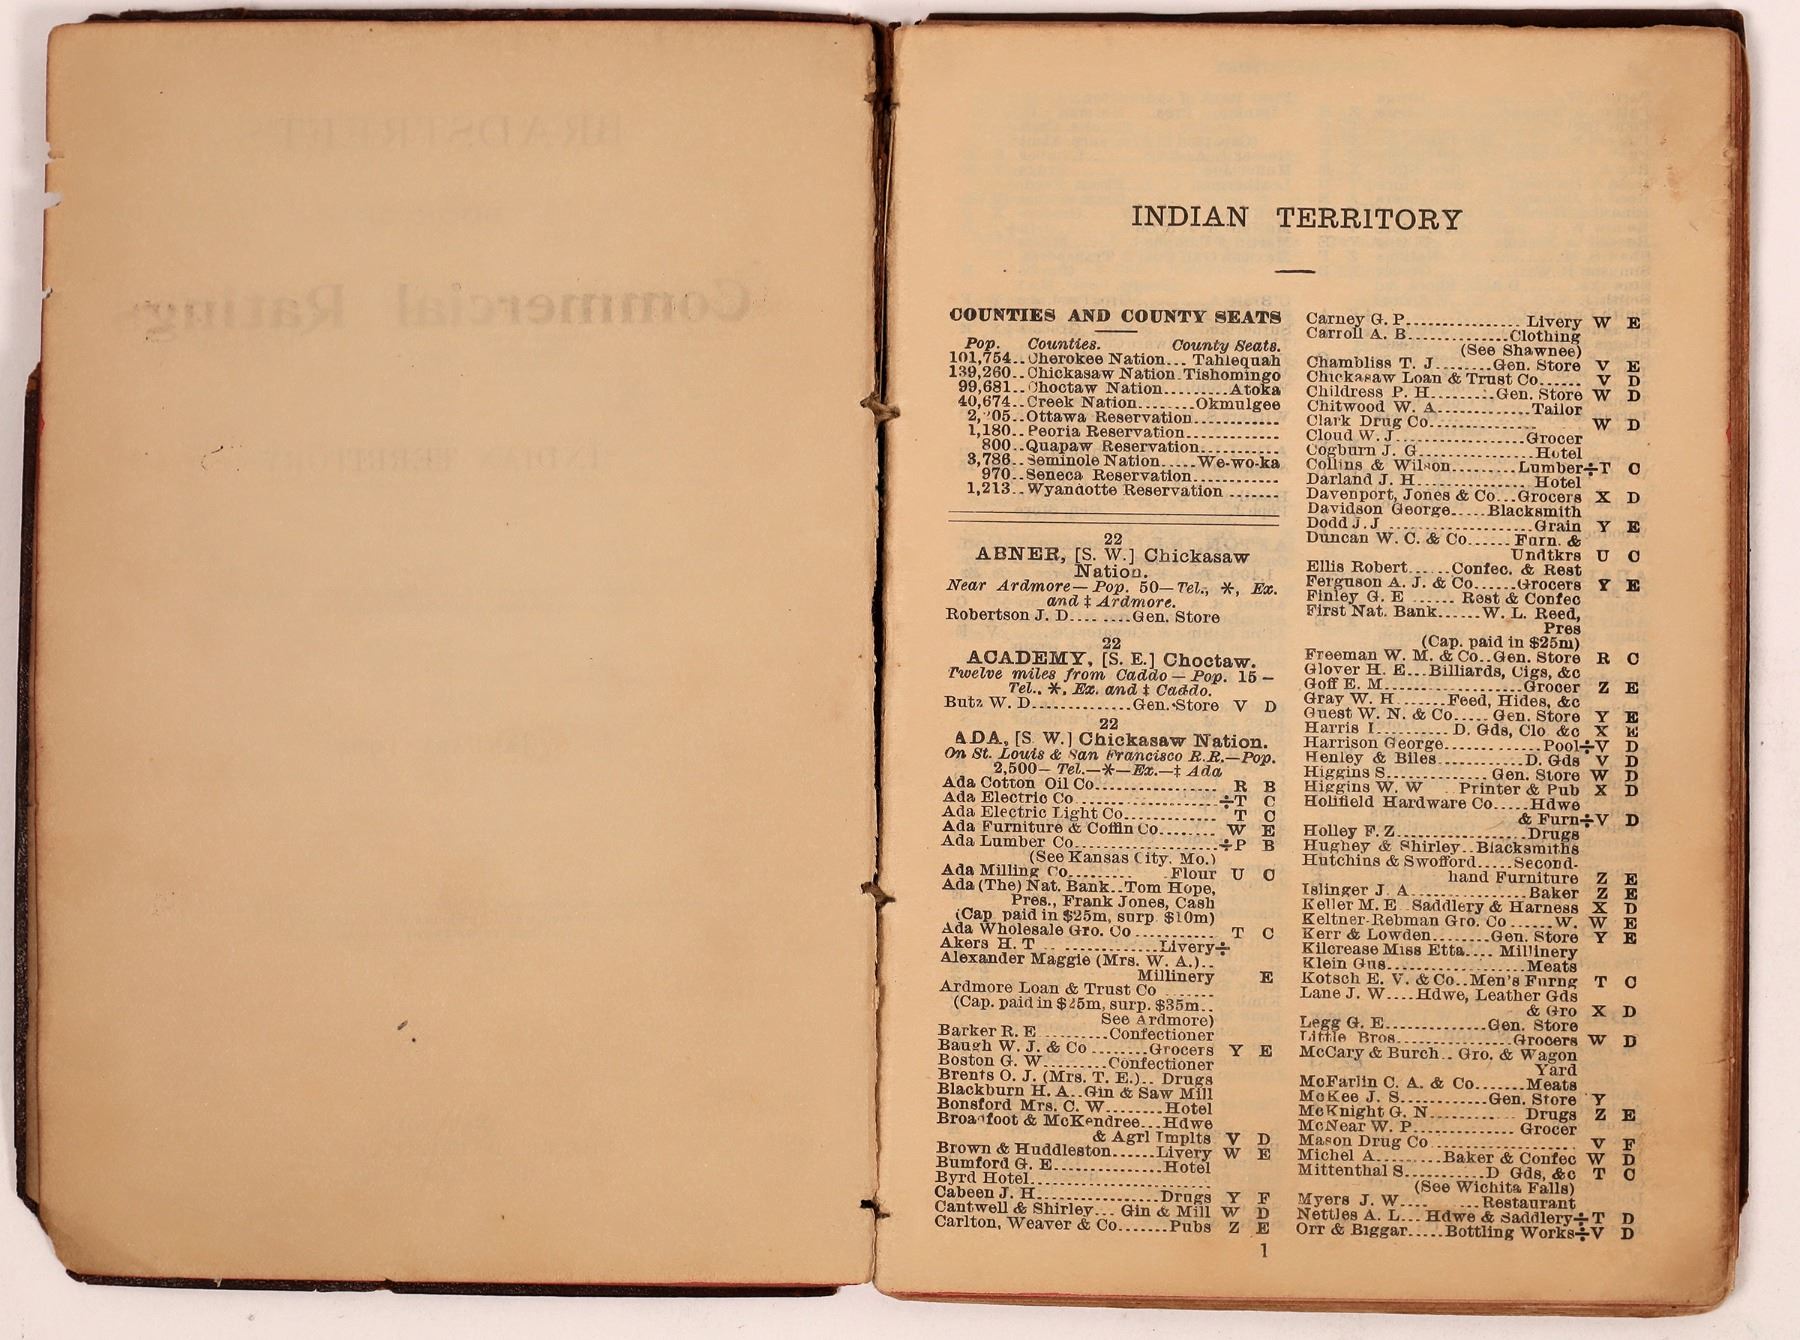 INDIAN TERRITORY
COUNTIES AND COUNTY SEATS
Pop. Counties. County Seats.
101,754.. Cherokee Nation... Tahlequah
139,260.. Chickasaw Nation. Tishomingo
99,681.. Choctaw Nation......... Atoka
40,674.. Creek Nation........ Okmulgee
Ottawa Reservation............
1,180.. Peoria Reservation.............
800.. Quapaw Reservation...........
3,786.. Seminole Nation..... We-wo-ka
970.. Seneca Reservation............
1,213.. Wyandotte Reservation .......
22
ABNER, [S. W.] Chickasaw
Nation.
Near Ardmore—Pop. 50—Tel., *, Ex.
and ‡ Ardmore.
Robertson J. D........ Gen. Store
22
ACADEMY, [S. E.] Choctaw.
Twelve miles from Caddo—Pop. 15—
Tel., *, Ex. and ‡ Caddo.
Butz W. D............. Gen. Store V D
22
ADA, [S. W.] Chickasaw Nation.
On St. Louis & San Francisco R.R.—Pop.
2,500—Tel.—*—Ex.—‡ Ada
Ada Cotton Oil Co................ R B
Ada Electric Co...................÷T C
Ada Electric Light Co............ T C
Ada Furniture & Coffin Co........ W E
Ada Lumber Co...................÷P B
(See Kansas City, Mo.)
Ada Milling Co......... Flour U C
Ada (The) Nat. Bank.. Tom Hope,
Pres., Frank Jones, Cash
(Cap. paid in $25m, surp. $10m)
Ada Wholesale Gro. Co........... T C
Akers H. T .. ............ Livery÷
Alexander Maggie (Mrs. W. A.)..
Millinery E
Ardmore Loan & Trust Co .......
(Cap. paid in surp. $35m..
See Ardmore)
Barker R. E ......... Confectioner
Baugh W. J. & Co ........ Grocers Y E
Boston G. W......... Confectioner
Brents O. J. (Mrs. T. E.).. Drugs
Blackburn H. A.. Gin & Saw Mill
Bonsford Mrs. C. W........ Hotel
Broadfoot & McKendree... Hdwe
& Agrl Implts V D
Brown & Huddleston...... Livery W E
Bumford G. E............... Hotel
Byrd Hotel.........................
Cabeen J. H................ Drugs Y F
Cantwell & Shirley... Gin & Mill W D
Carlton, Weaver & Co....... Pubs Z E
1
Carney G. P................ Livery W E
Carroll A. B.............. Clothing
(See Shawnee)
Chambliss T. J........ Gen. Store V E
Chickasaw Loan & Trust Co...... V D
Childress P. H......... Gen. Store W D
Chitwood W. A............. Tailor
Clark Drug Co............... W D
Cloud W. J.................. Grocer
Cogburn J. G................ Hotel
Collins & Wilson......... Lumber÷T C
Darland J. H................ Hotel
Davenport, Jones & Co... Grocers X D
Davidson George..... Blacksmith
Dodd J. J .................... Grain Y E
Duncan W. C. & Co...... Furn. &
Undtkrs U C
Ellis Robert...... Confec. & Rest
Ferguson A. J. & Co...... Grocers Y E
Finley G. E ...... Rest & Confec
First Nat. Bank...... W. L. Reed,
Pres
(Cap. paid in $25m)
Freeman W. M. & Co.. Gen. Store R C
Glover H. E... Billiards, Cigs, &c
Goff E. M.................... Grocer Z E
Gray W. H ....... Feed, Hides, &c
Guest W. N. & Co..... Gen. Store Y E
Harris I.......... D. Gds, Clo &c X E
Harrison George............ Pool÷V D
Henley & Biles............ D. Gds V D
Higgins S............... Gen. Store W D
Higgins W. W Printer & Pub X D
Holifield Hardware Co..... Hdwe
& Furn÷V D
Holley F. Z................. Drugs
Hughey & Shirley.. Blacksmiths
Hutchins & Swofford..... Second-
hand Furniture Z E
Islinger J. A............... Baker Z E
Keller M. E. Saddlery & Harness X D
Keltner-Rebman Gro. Co ...... W. W E
Kerr & Lowden........ Gen. Store Y E
Kilcrease Miss Etta.... Millinery
Klein Gus.................. Meats
Kotsch E. V. & Co.. Men's Furng T C
Lane J. W.... Hdwe, Leather Gds
& Gro X D
Legg G. E.............. Gen. Store
Little Bros................ Grocers W D
McCary & Burch.. Gro. & Wagon
Yard
McFarlin C. A. & Co....... Meats
McKee J. S............ Gen. Store Y
McKnight G. N............ Drugs Z E
McNear W. P.............. Grocer
Mason Drug Co .................. V F
Michel A......... Baker & Confec W D
Mittenthal S........... D. Gds, &c T C
(See Wichita Falls)
Myers J. W........... Restaurant
Nettles A. L... Hdwe & Saddlery÷T D
Orr & Biggar..... Bottling Works÷V D